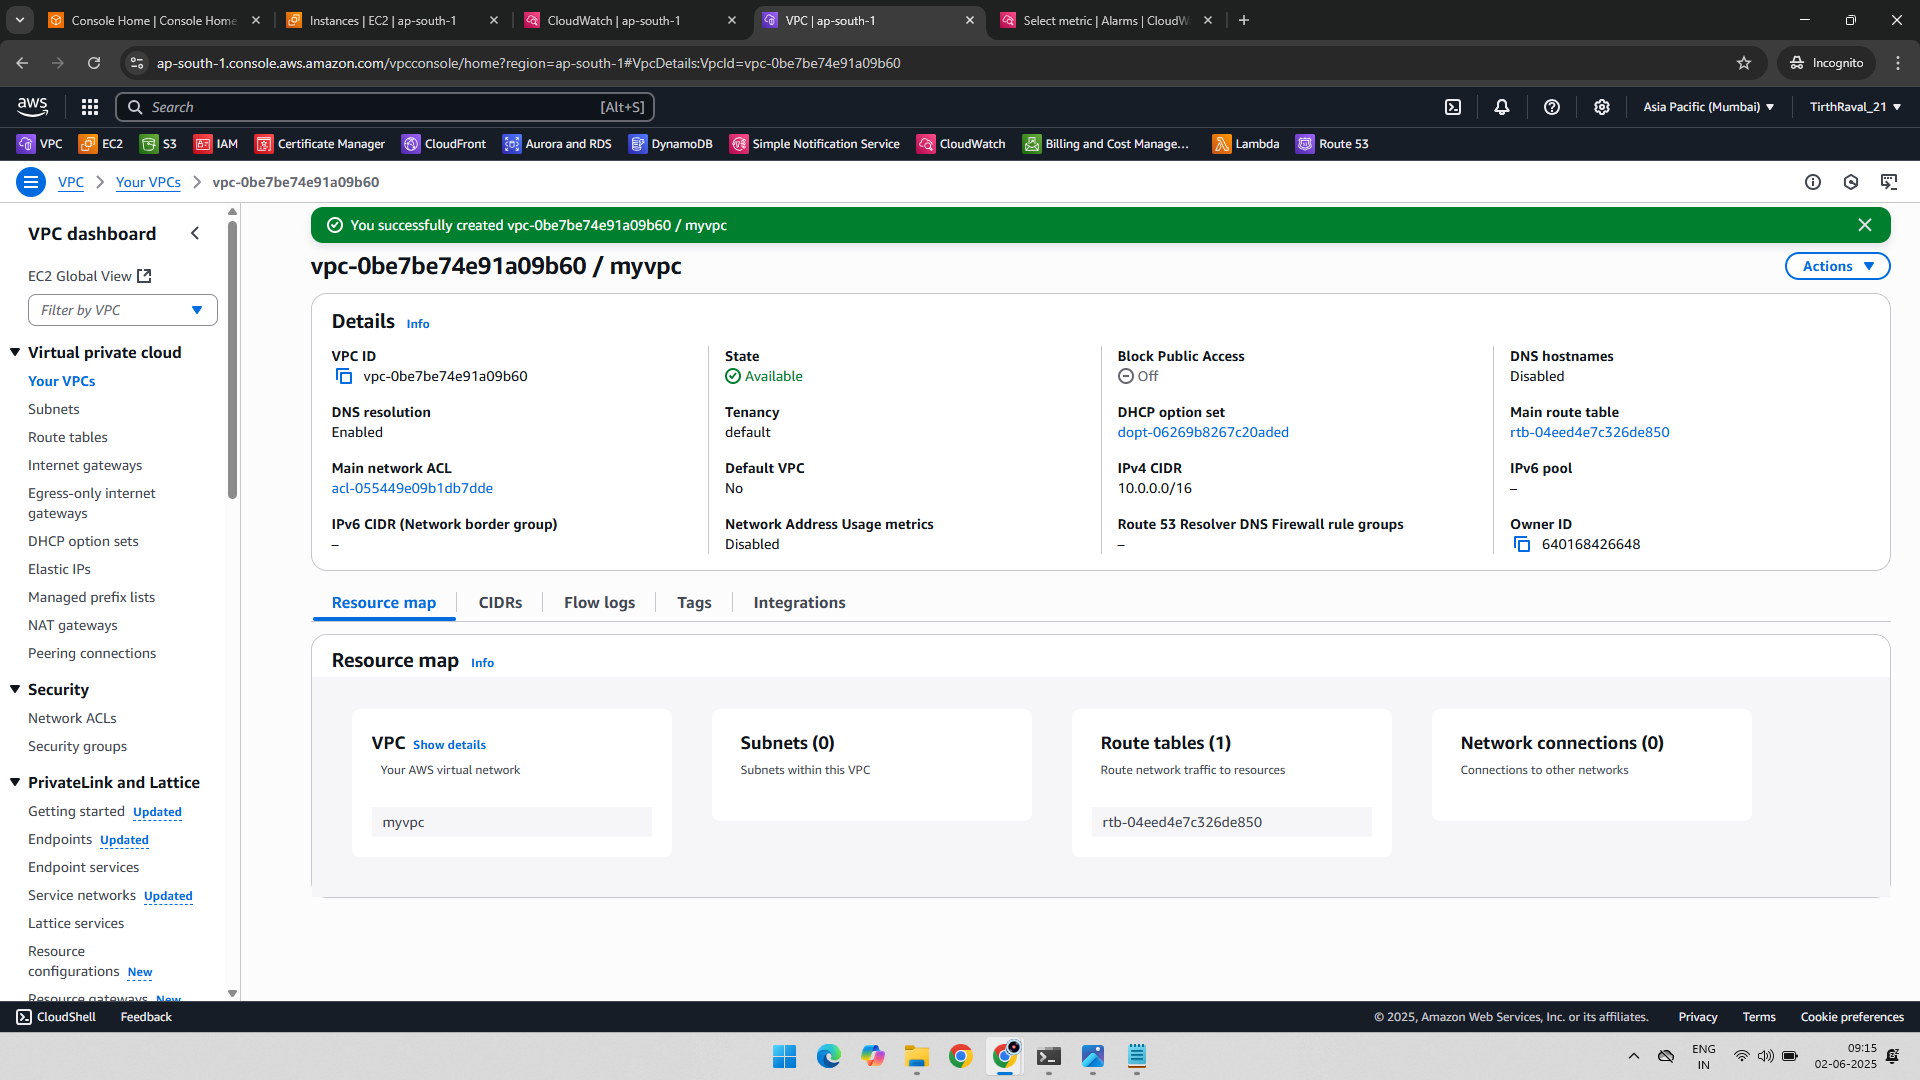 Console Home | Console Home
Instances | EC2 | ap-south-1
CloudWatch | ap-south-1
VPC | ap-south-1
Select metric | Alarms | CloudW
ap-south-1.console.aws.amazon.com/vpcconsole/home?region=ap-south-1#VpcDetails:VpcId=vpc-0be7be74e91a09b60
Incognito
aws
Search
[Alt+S]
Asia Pacific (Mumbai)
TirthRaval_21
VPC
EC2
S3
IAM
Certificate Manager
CloudFront
Aurora and RDS
DynamoDB
Simple Notification Service
CloudWatch
Billing and Cost Manage...
Lambda
Route 53
VPC
Your VPCs
vpc-0be7be74e91a09b60
VPC dashboard
EC2 Global View
Filter by VPC
Virtual private cloud
Your VPCs
Subnets
Route tables
Internet gateways
Egress-only internet
gateways
DHCP option sets
Elastic IPs
Managed prefix lists
NAT gateways
Peering connections
Security
Network ACLs
Security groups
PrivateLink and Lattice
Getting started Updated
Endpoints Updated
Endpoint services
Service networks Updated
Lattice services
Resource
configurations New
Resource gateways New
You successfully created vpc-0be7be74e91a09b60 / myvpc
vpc-0be7be74e91a09b60 / myvpc
Actions
Details Info
VPC ID
vpc-0be7be74e91a09b60
State
Available
Block Public Access
Off
DNS hostnames
Disabled
DNS resolution
Enabled
Tenancy
default
DHCP option set
dopt-06269b8267c20aded
Main route table
rtb-04eed4e7c326de850
Main network ACL
acl-055449e09b1db7dde
Default VPC
No
IPv4 CIDR
10.0.0.0/16
IPv6 pool
–
IPv6 CIDR (Network border group)
–
Network Address Usage metrics
Disabled
Route 53 Resolver DNS Firewall rule groups
–
Owner ID
640168426648
Resource map
CIDRs
Flow logs
Tags
Integrations
Resource map Info
VPC Show details
Your AWS virtual network
myvpc
Subnets (0)
Subnets within this VPC
Route tables (1)
Route network traffic to resources
rtb-04eed4e7c326de850
Network connections (0)
Connections to other networks
CloudShell
Feedback
© 2025, Amazon Web Services, Inc. or its affiliates.
Privacy
Terms
Cookie preferences
ENG
IN
09:15
02-06-2025